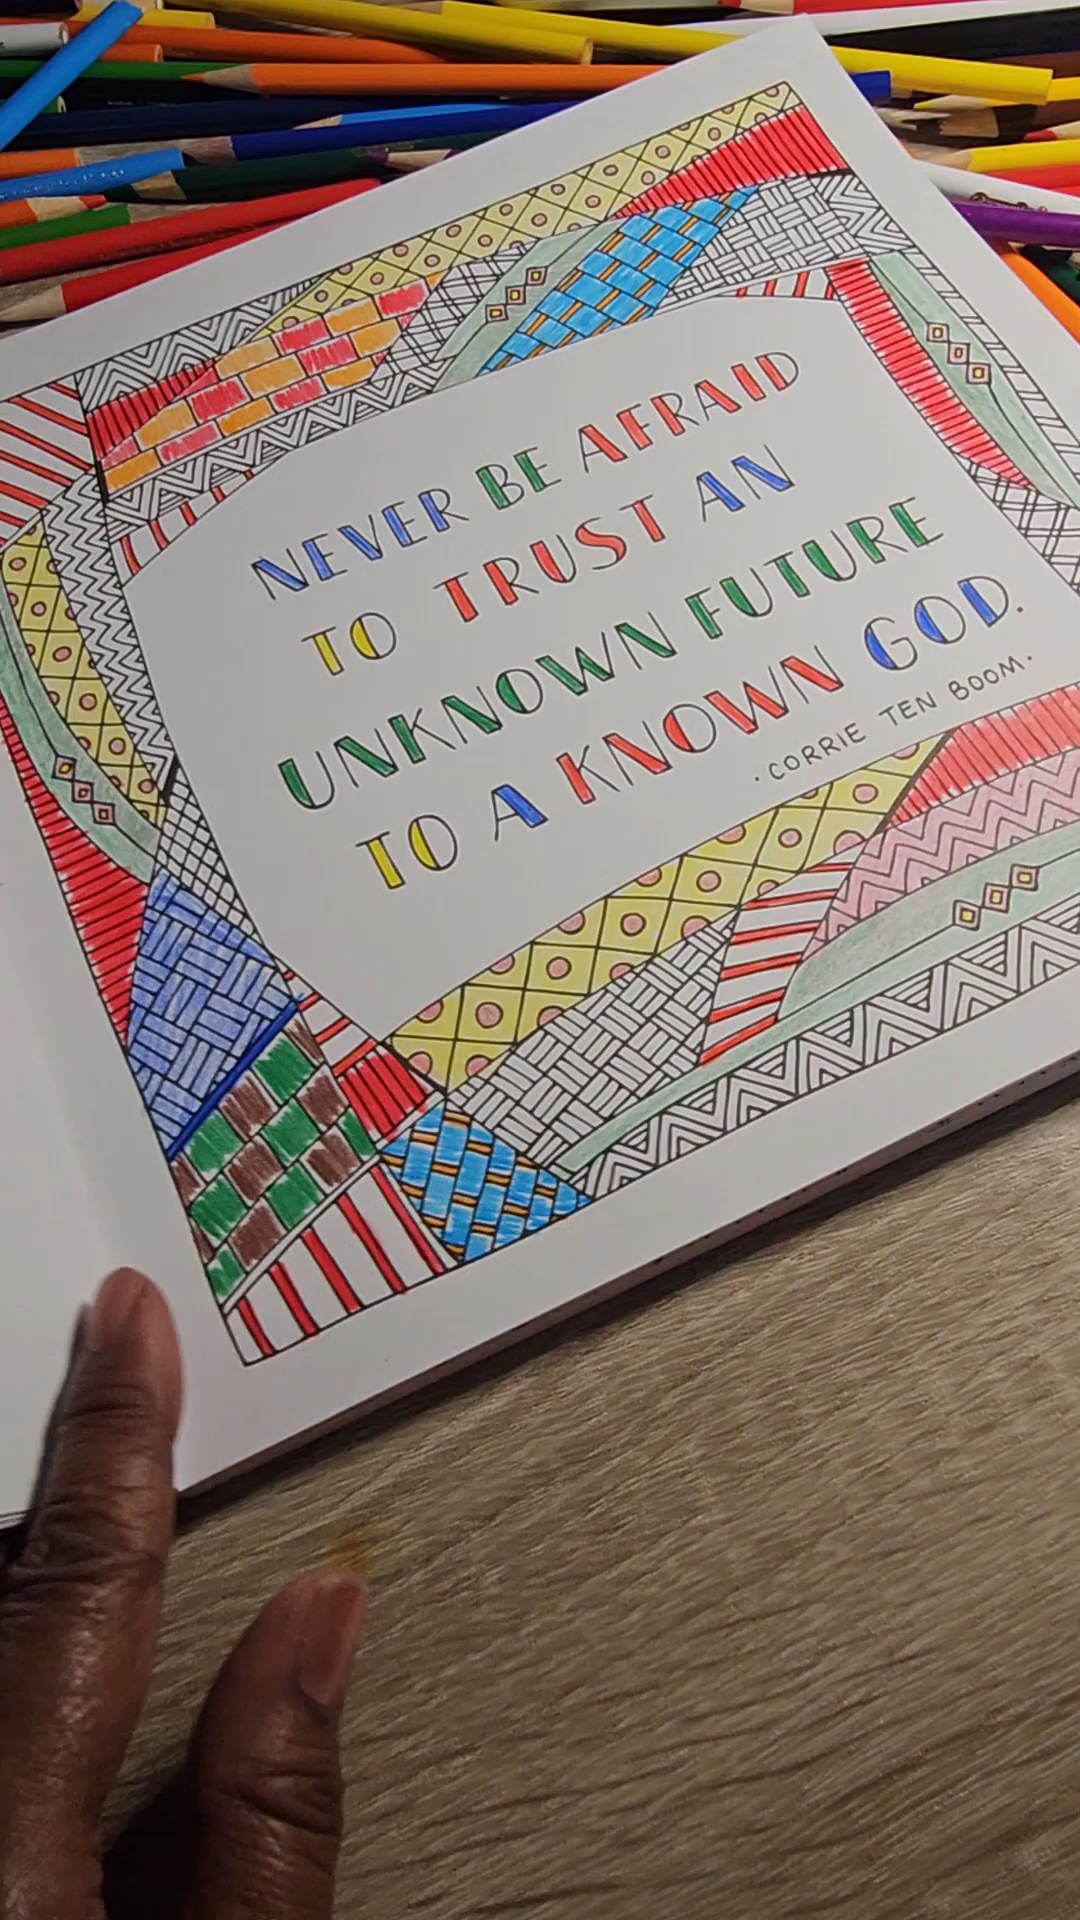 NEVER BE AFRAID
TO TRUST AN
UNKNOWN FUTURE
TO A KNOWN GOD.
·CORRIE TEN BOOM·